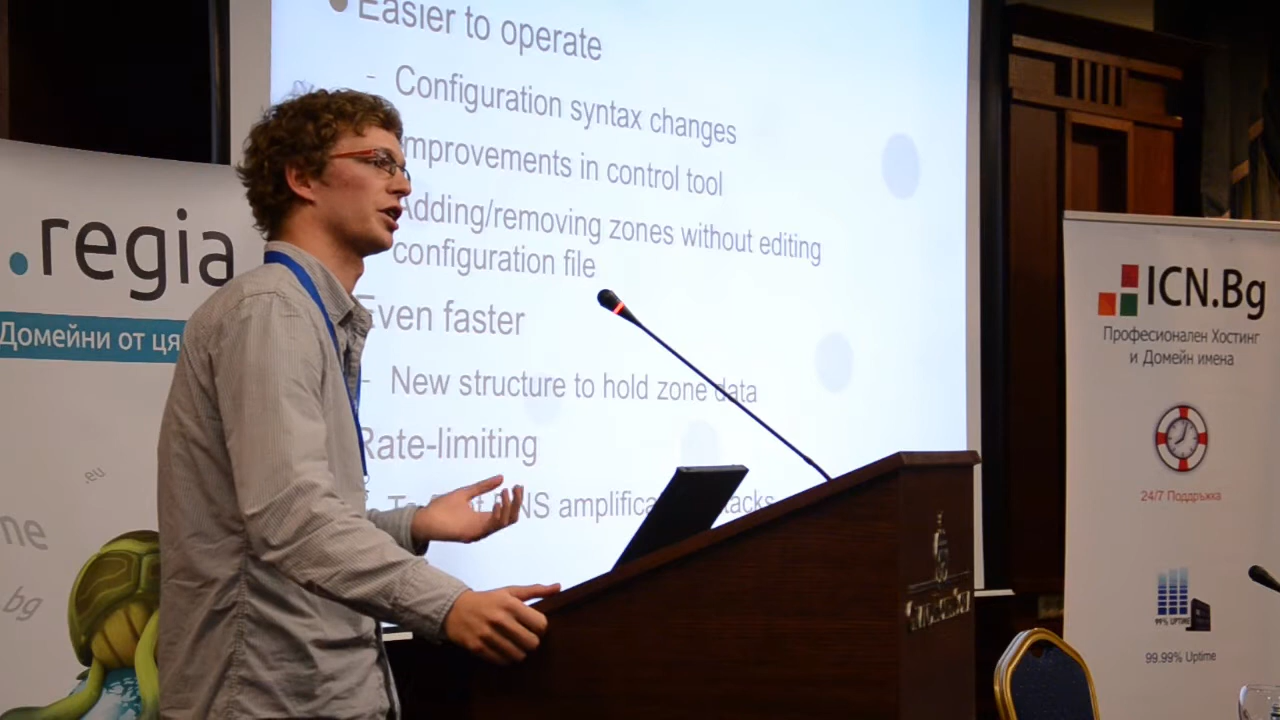 Easier to operate
- Configuration syntax changes
mprovements in control tool
Adding/removing zones without editing
configuration file
Even faster
- New structure to hold zone data
Rate-limiting
NS amplifica tacks
.regia
Домейни от ця
.eu
me
.bg
ICN.Bg
Професионален Хостинг
и Домейн имена
24/7 Поддръжка
99% UPTIME
99.99% Uptime